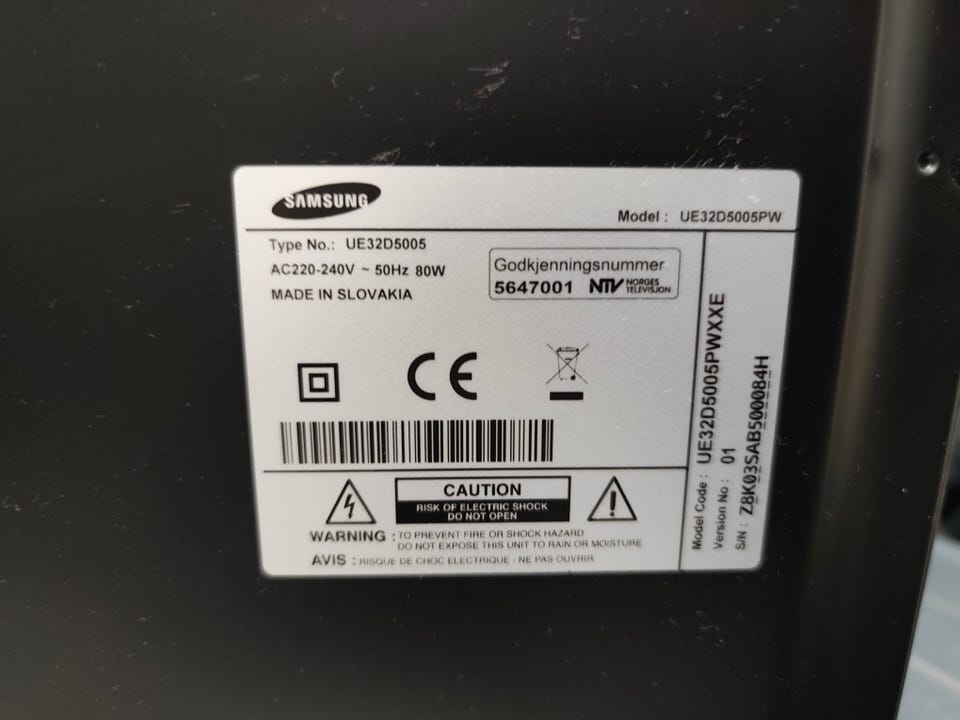 SAMSUNG
Model : UE32D5005PW
Type No.: UE32D5005
AC220-240V ~ 50Hz 80W
MADE IN SLOVAKIA
Godkjenningsnummer
5647001 NTV NORGES TELEVISJON
CE
CAUTION
RISK OF ELECTRIC SHOCK
DO NOT OPEN
WARNING : TO PREVENT FIRE OR SHOCK HAZARD
DO NOT EXPOSE THIS UNIT TO RAIN OR MOISTURE
AVIS : RISQUE DE CHOC ELECTRIQUE - NE PAS OUVRIR
Model Code : UE32D5005PWXXE
Version No : 01
S/N : Z8K03SAB500084H